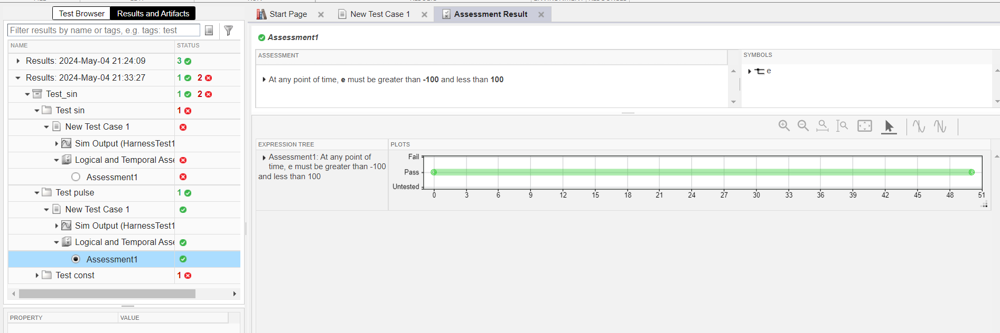 Test Browser
Results and Artifacts
Start Page
New Test Case 1
Assessment Result
Filter results by name or tags, e.g. tags: test
NAME
STATUS
Results: 2024-May-04 21:24:09
3
Results: 2024-May-04 21:33:27
1
2
Test_sin
1
2
Test sin
1
New Test Case 1
Sim Output (HarnessTest1
Logical and Temporal Asse
Assessment1
Test pulse
1
New Test Case 1
Sim Output (HarnessTest1
Logical and Temporal Asse
Assessment1
Test const
1
PROPERTY
VALUE
Assessment1
ASSESSMENT
At any point of time, e must be greater than -100 and less than 100
SYMBOLS
e
EXPRESSION TREE
PLOTS
Assessment1: At any point of
time, e must be greater than -100
and less than 100
Fail
Pass
Untested
0 3 6 9 12 15 18 21 24 27 30 33 36 39 42 45 48 51